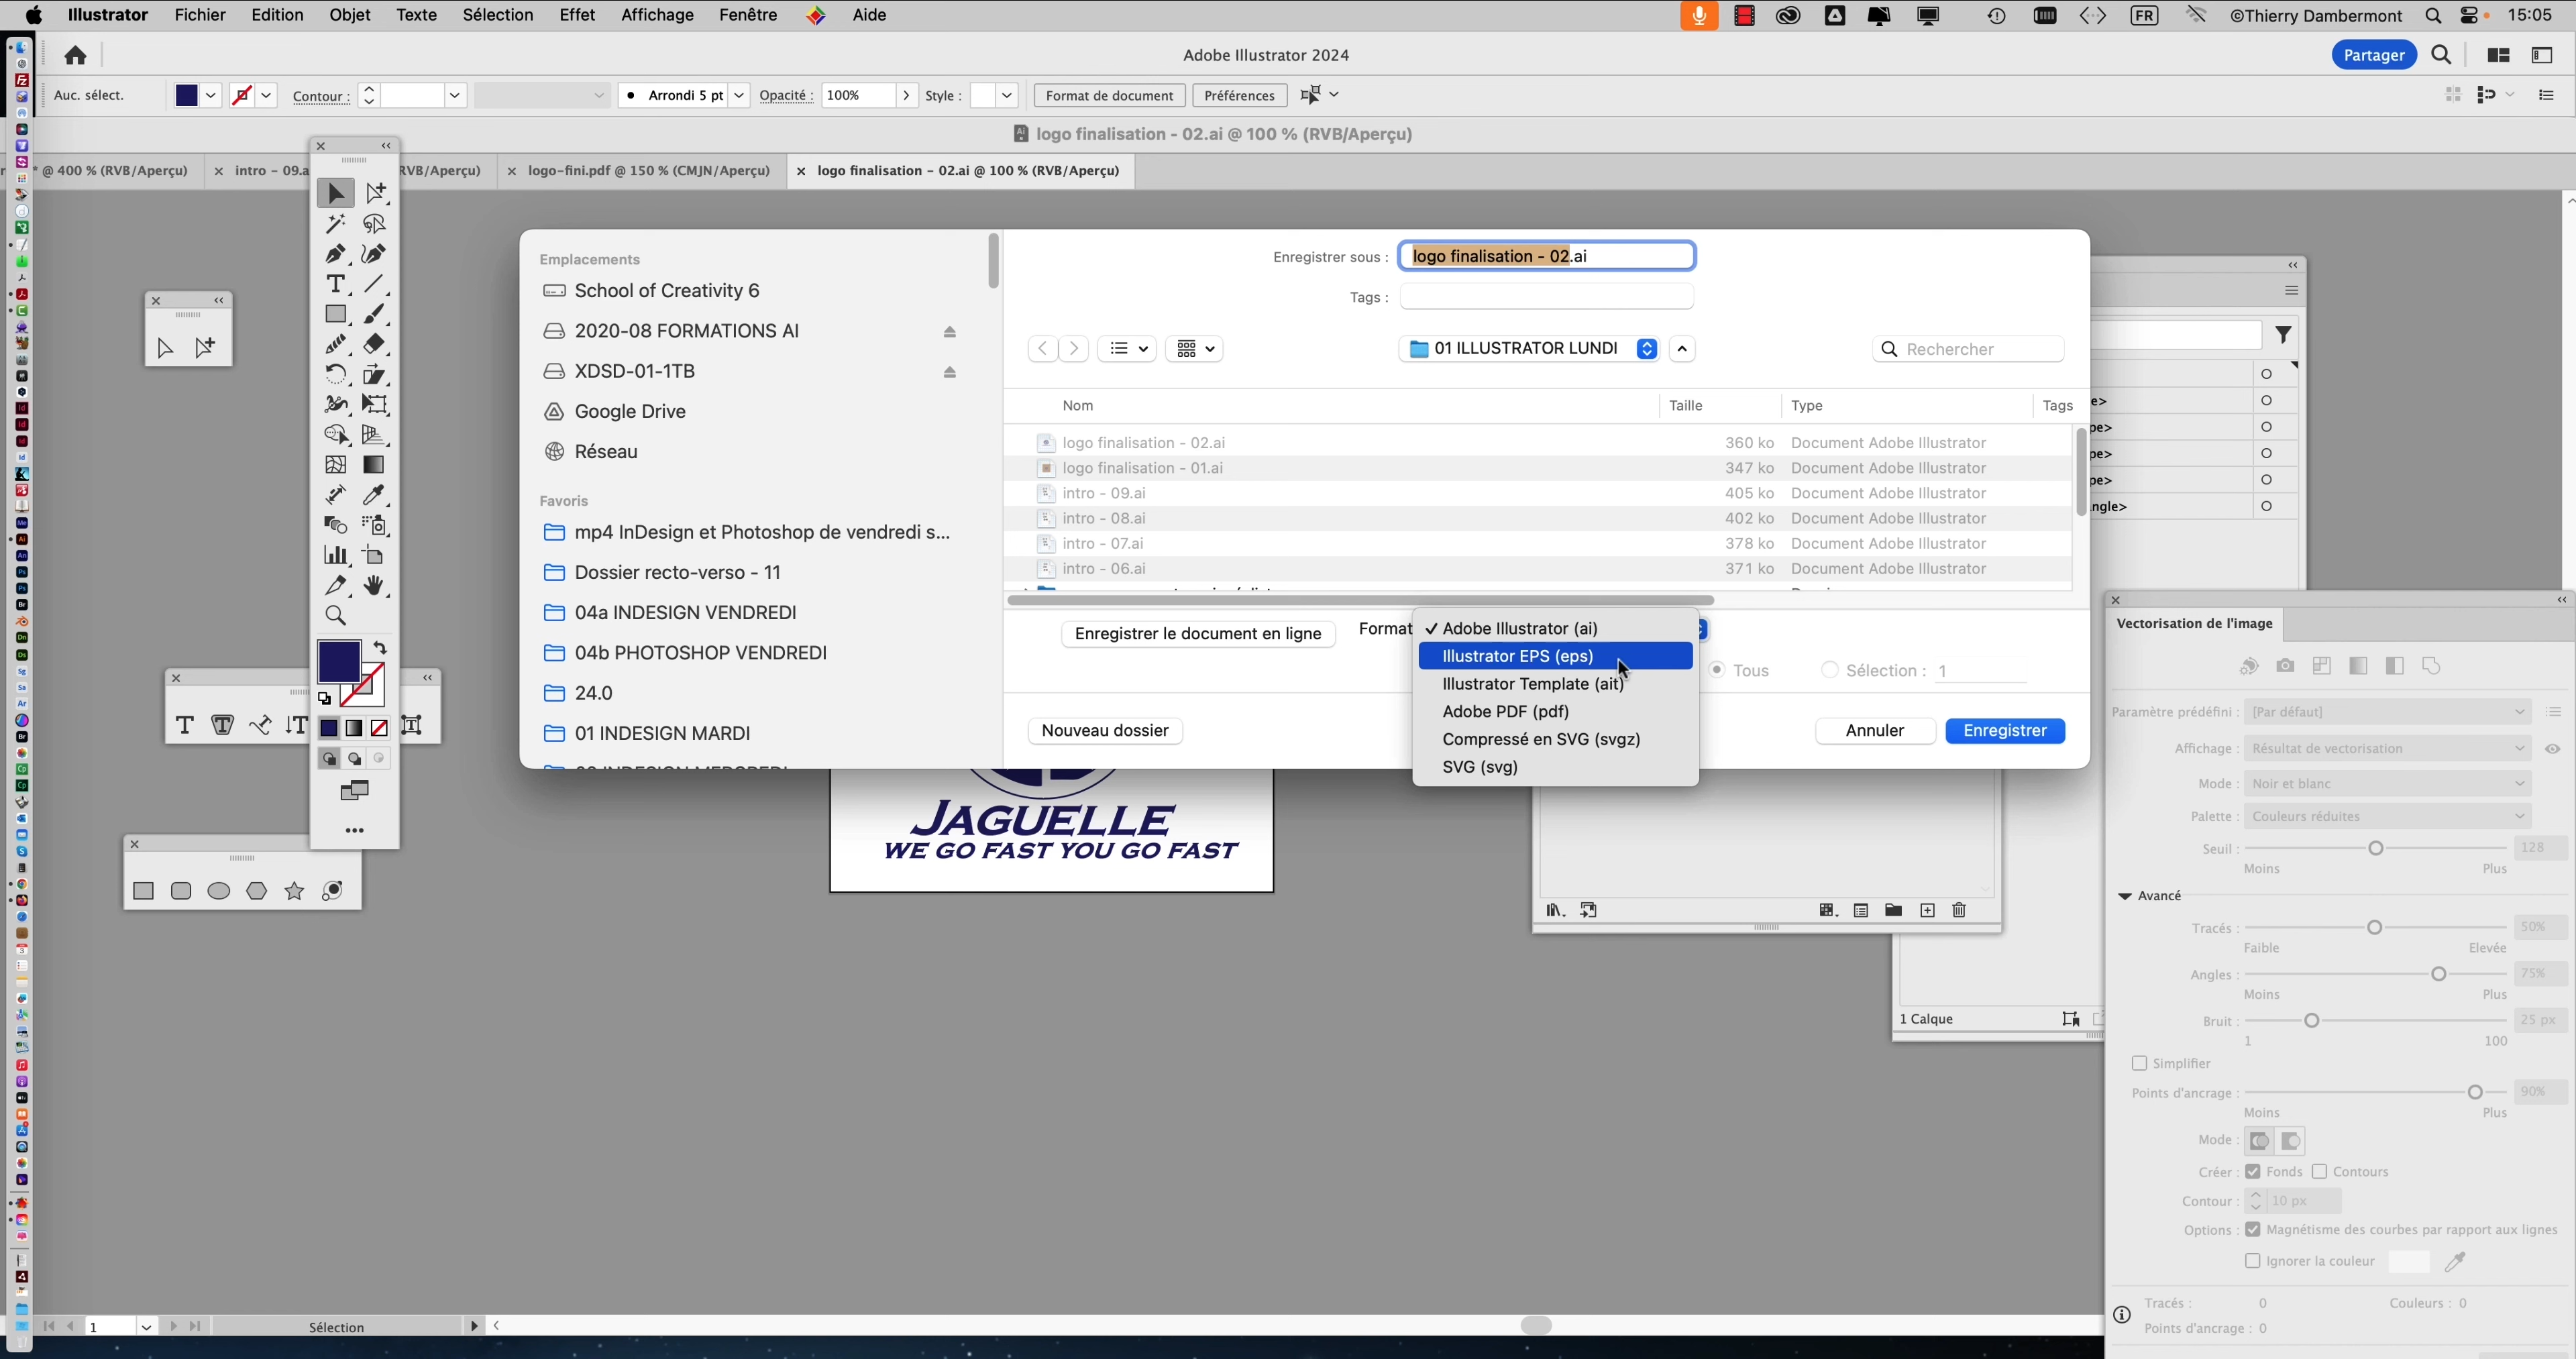 Illustrator Fichier Edition Objet Texte Sélection Effet Affichage Fenêtre Aide FR ©Thierry Dambermont 15:05
Adobe Illustrator 2024 Partager
Auc. sélect. Contour : Arrondi 5 pt Opacité : 100% Style : Format de document Préférences
logo finalisation - 02.ai @ 100 % (RVB/Aperçu)
* @ 400 % (RVB/Aperçu) × intro - 09.a RVB/Aperçu) × logo-fini.pdf @ 150 % (CMJN/Aperçu) × logo finalisation - 02.ai @ 100 % (RVB/Aperçu)
Emplacements
School of Creativity 6
2020-08 FORMATIONS AI
XDSD-01-1TB
Google Drive
Réseau
Favoris
mp4 InDesign et Photoshop de vendredi s...
Dossier recto-verso - 11
04a INDESIGN VENDREDI
04b PHOTOSHOP VENDREDI
24.0
01 INDESIGN MARDI
Enregistrer sous : logo finalisation - 02.ai
Tags :
01 ILLUSTRATOR LUNDI Rechercher
Nom Taille Type Tags
logo finalisation - 02.ai 360 ko Document Adobe Illustrator
logo finalisation - 01.ai 347 ko Document Adobe Illustrator
intro - 09.ai 405 ko Document Adobe Illustrator
intro - 08.ai 402 ko Document Adobe Illustrator
intro - 07.ai 378 ko Document Adobe Illustrator
intro - 06.ai 371 ko Document Adobe Illustrator
Enregistrer le document en ligne Format
✓ Adobe Illustrator (ai)
Illustrator EPS (eps)
Illustrator Template (ait)
Adobe PDF (pdf)
Compressé en SVG (svgz)
SVG (svg)
Tous Sélection : 1
Nouveau dossier Annuler Enregistrer
JAGUELLE
WE GO FAST YOU GO FAST
e>
pe>
pe>
pe>
ngle>
1 Calque
Vectorisation de l'image
Paramètre prédéfini : [Par défaut]
Affichage : Résultat de vectorisation
Mode : Noir et blanc
Palette : Couleurs réduites
Seuil : 128
Moins Plus
Avancé
Tracés : 50%
Faible Elevée
Angles : 75%
Moins Plus
Bruit : 25 px
1 100
Simplifier
Points d'ancrage : 90%
Moins Plus
Mode :
Créer : Fonds Contours
Contour : 10 px
Options : Magnétisme des courbes par rapport aux lignes
Ignorer la couleur
Tracés : 0 Couleurs : 0
Points d'ancrage : 0
1 Sélection